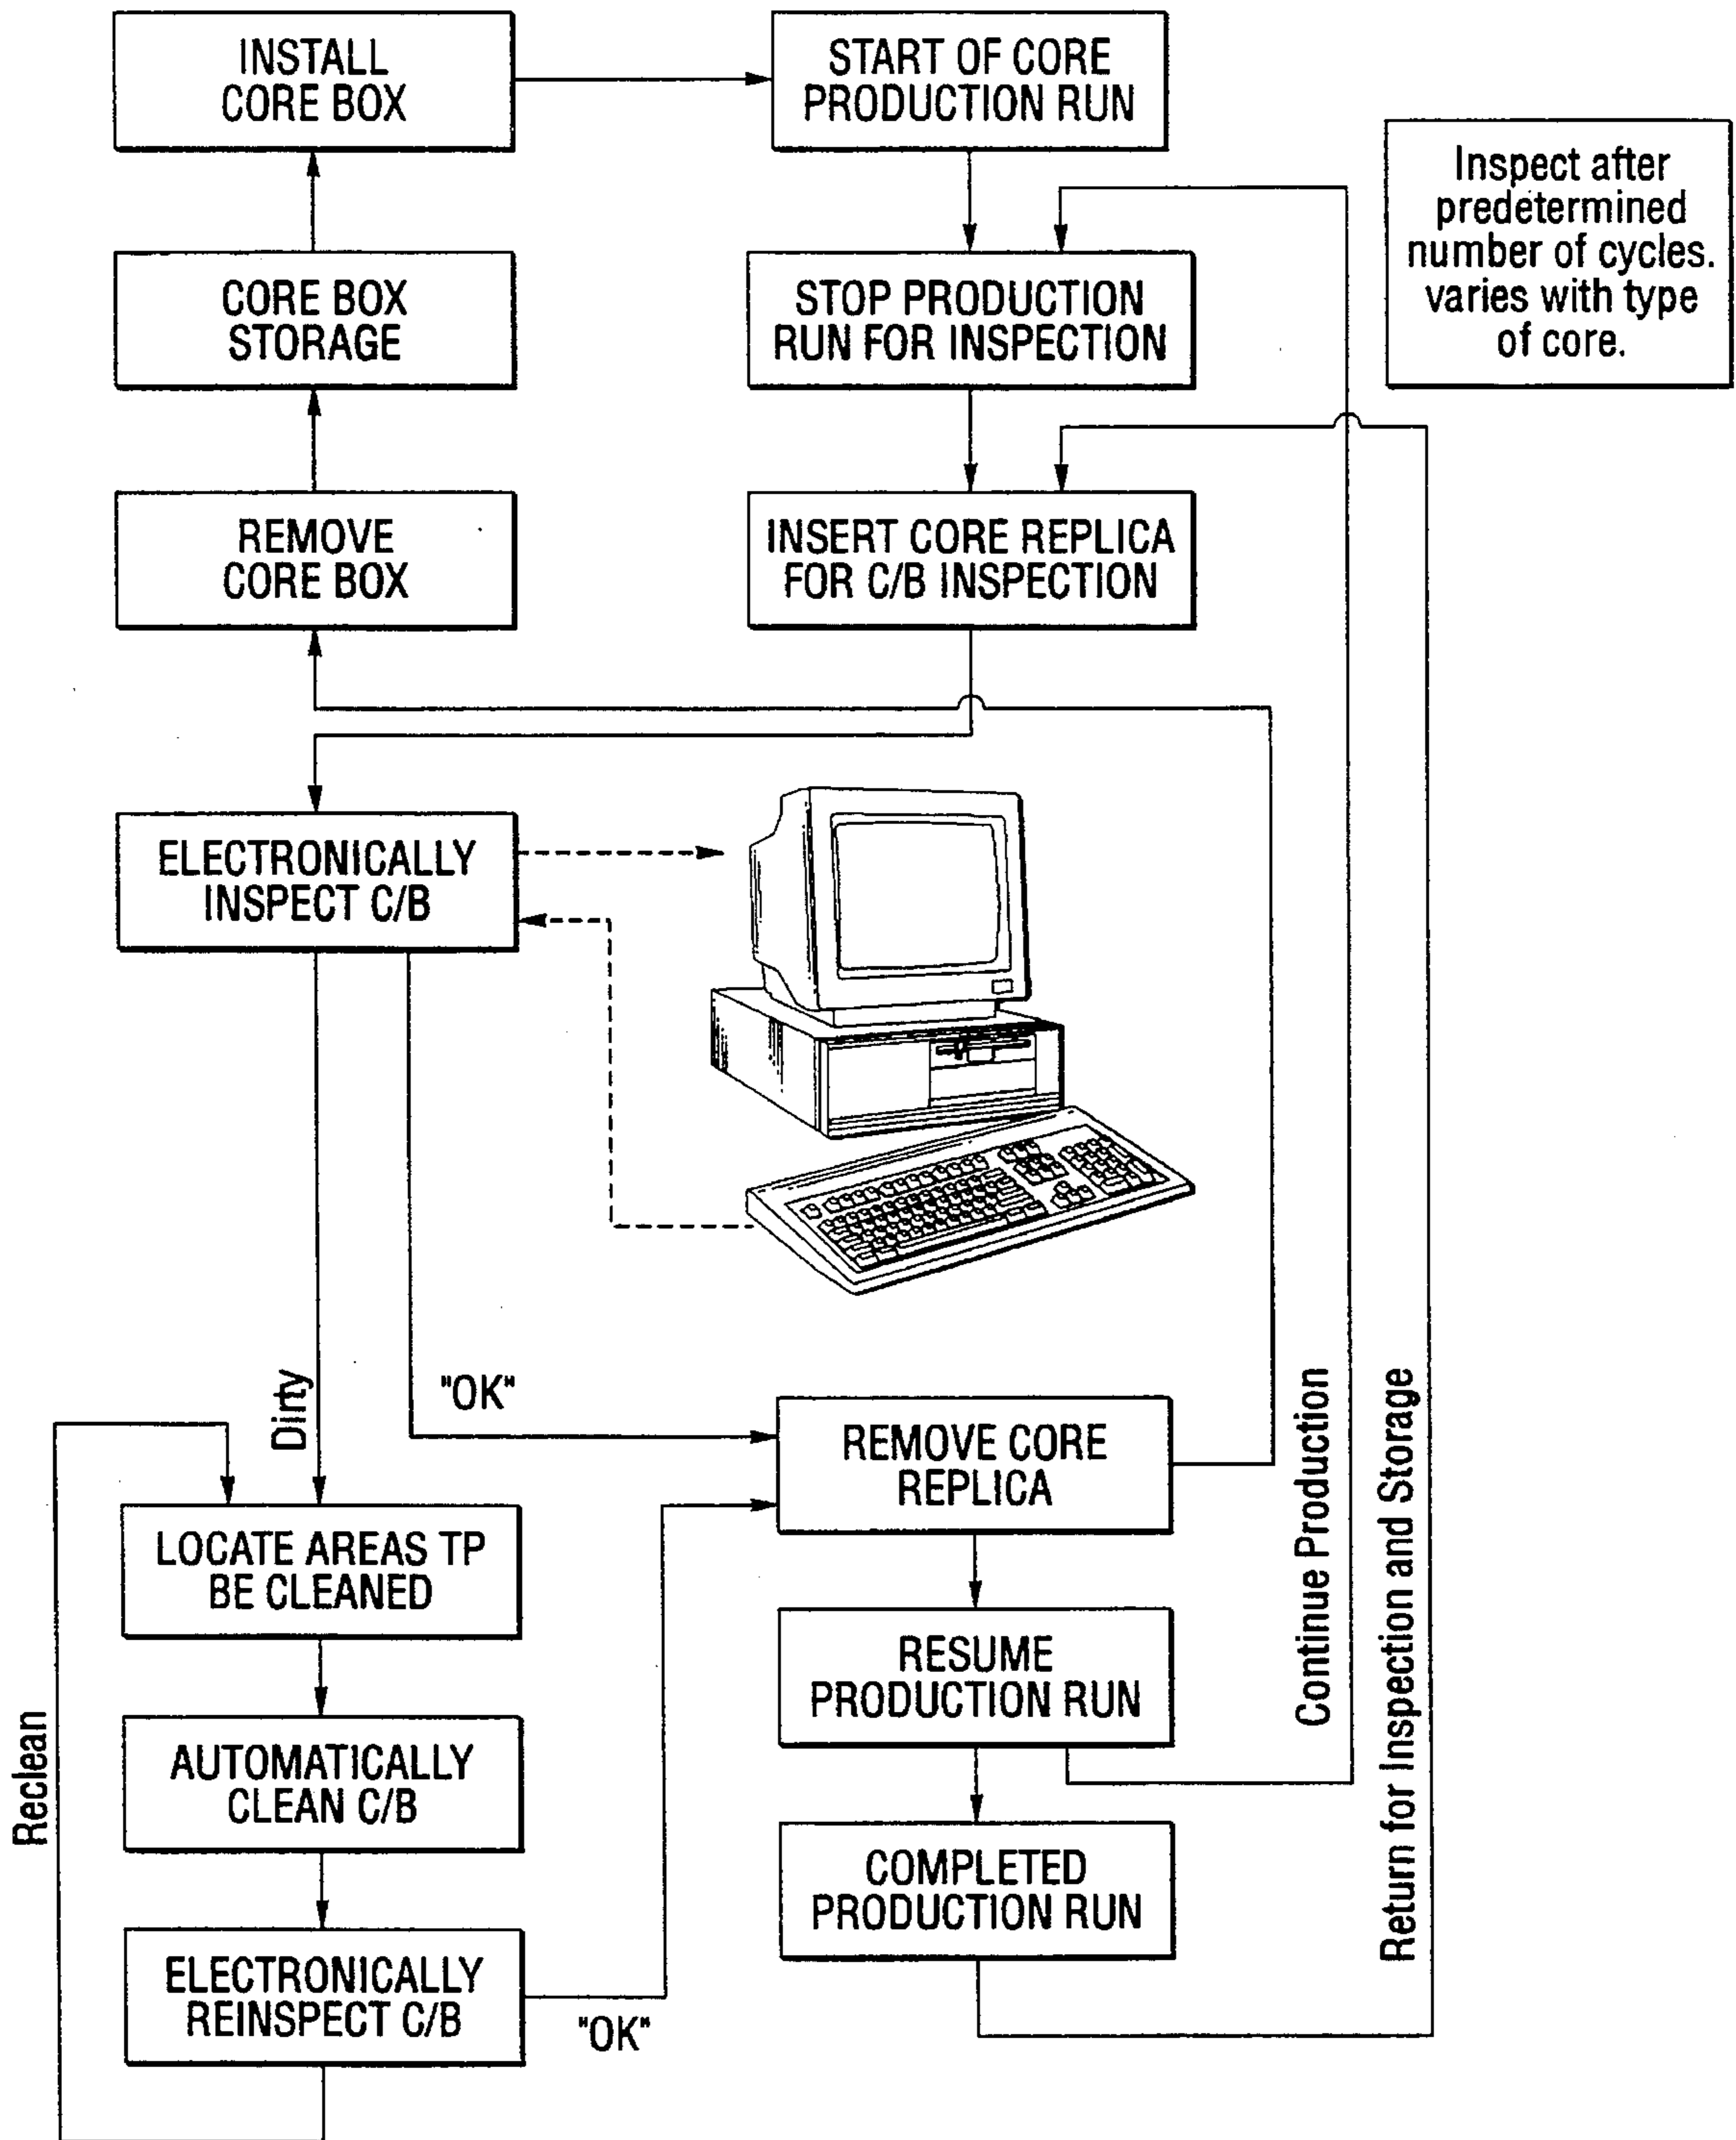 INSTALL
CORE BOX
START OF CORE
PRODUCTION RUN
Inspect after
predetermined
number of cycles.
varies with type
of core.
CORE BOX
STORAGE
STOP PRODUCTION
RUN FOR INSPECTION
REMOVE
CORE BOX
INSERT CORE REPLICA
FOR C/B INSPECTION
ELECTRONICALLY
INSPECT C/B
Dirty
"OK"
REMOVE CORE
REPLICA
Continue Production
Return for Inspection and Storage
LOCATE AREAS TP
BE CLEANED
RESUME
PRODUCTION RUN
Reclean
AUTOMATICALLY
CLEAN C/B
COMPLETED
PRODUCTION RUN
ELECTRONICALLY
REINSPECT C/B
"OK"